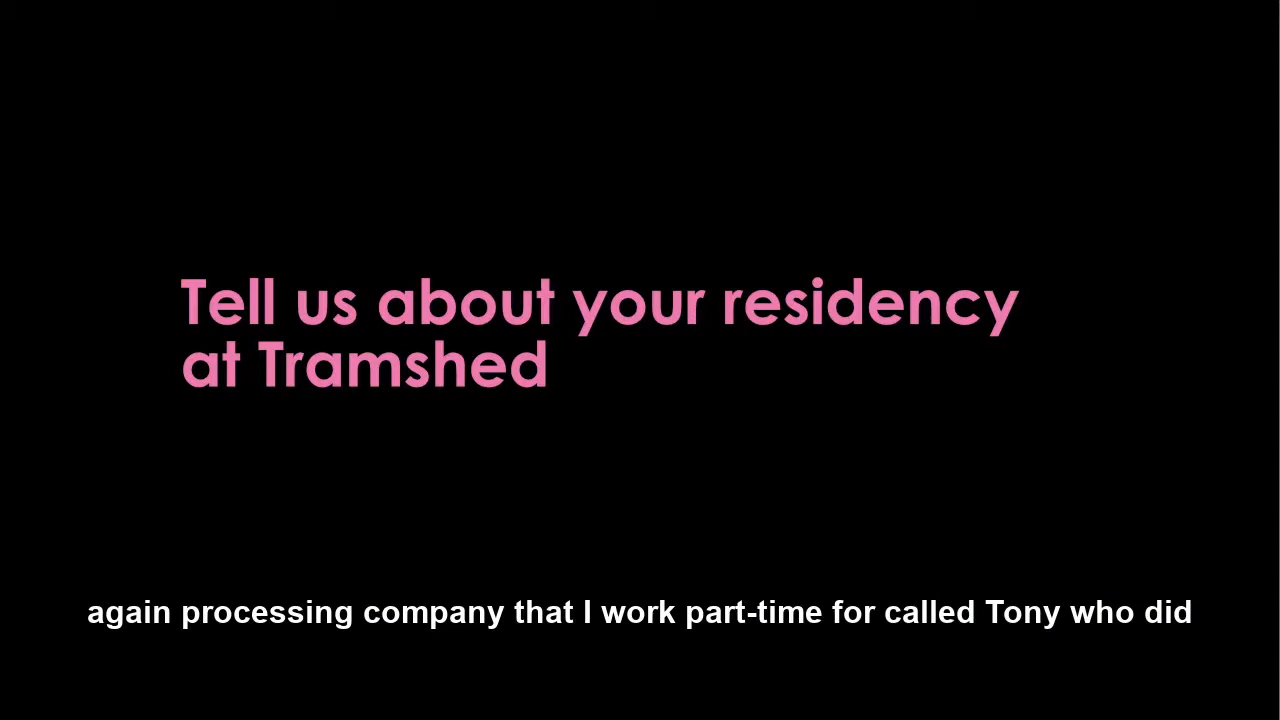 Tell us about your residency
at Tramshed
again processing company that I work part-time for called Tony who did